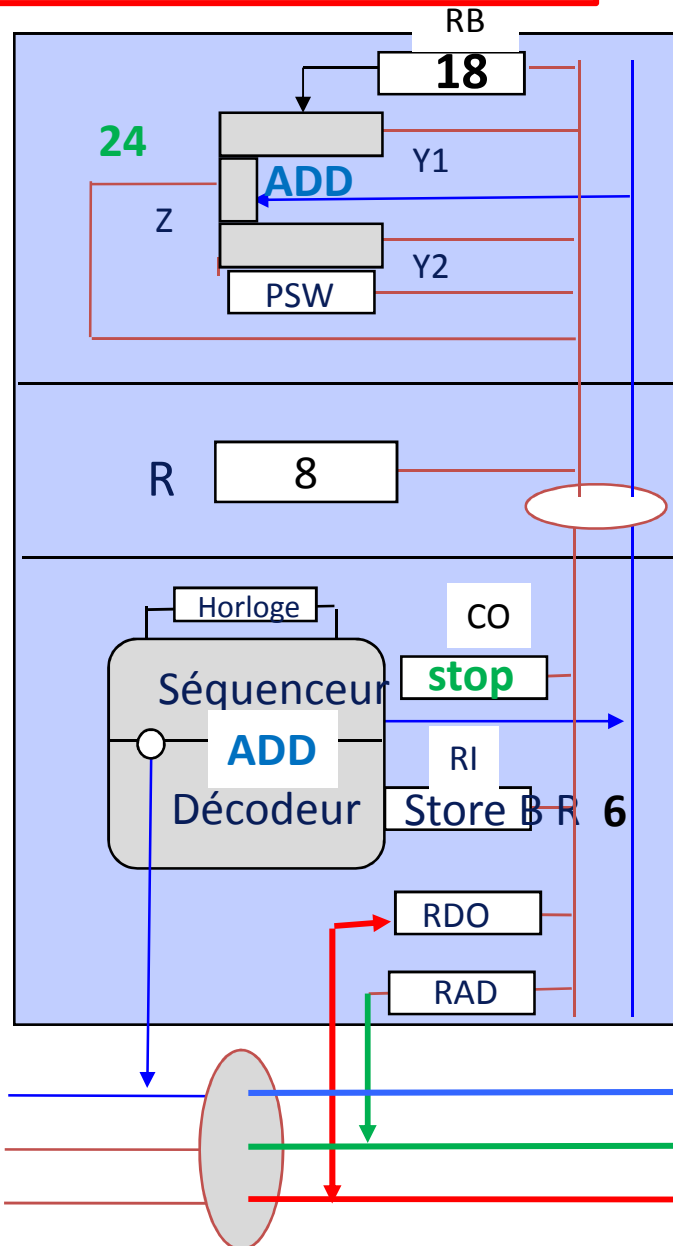 RB
18
24
ADD
Y1
Z
Y2
PSW
R
8
Horloge
CO
stop
Séquenceur
ADD
RI
Décodeur
Store B R 6
RDO
RAD